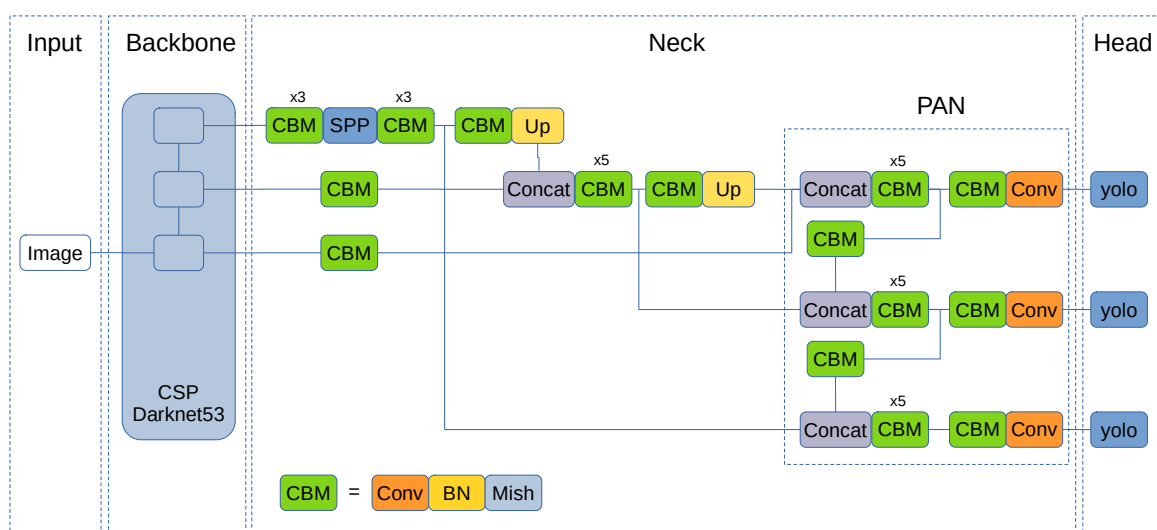 Input Backbone Neck Head
PAN
x3 x3
CBM SPP CBM CBM Up
x5 x5
CBM Concat CBM CBM Up Concat CBM CBM Conv yolo
CBM
Image CBM
x5
Concat CBM CBM Conv yolo
CBM
CSP
Darknet53
x5
Concat CBM CBM Conv yolo
CBM = Conv BN Mish